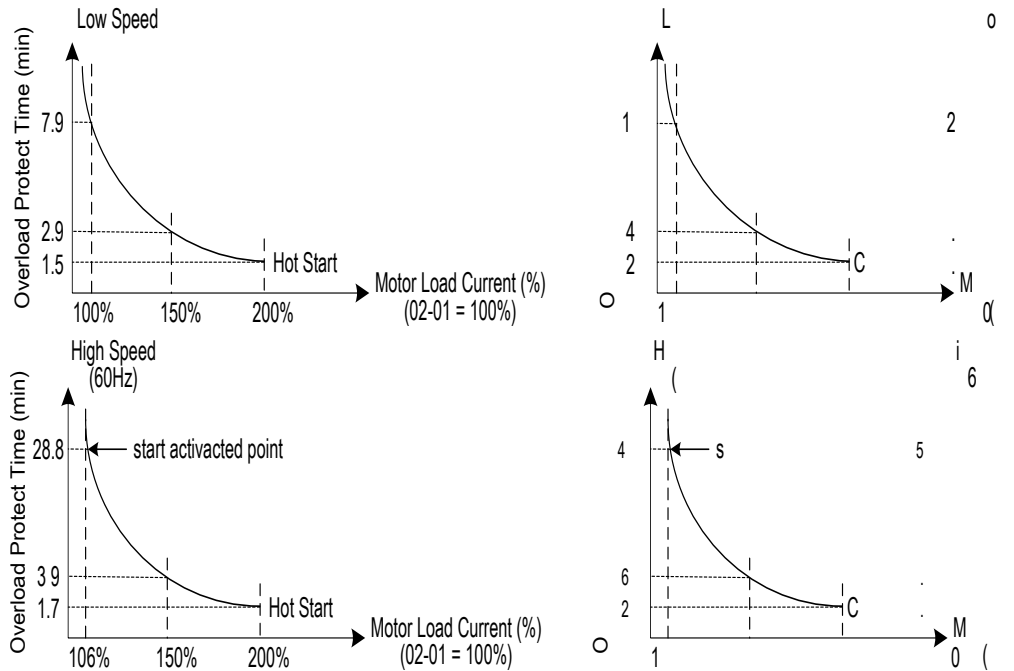 Low Speed
Overload Protect Time (min)
7.9
2.9
1.5
Hot Start
Motor Load Current (%)
(02-01 = 100%)
100% 150% 200%
L o
1 2
4 .
2 .
C
O
M
1 0(
High Speed
(60Hz)
Overload Protect Time (min)
28.8
start activacted point
3 9
1.7
Hot Start
Motor Load Current (%)
(02-01 = 100%)
106% 150% 200%
H i
( 6
4 s 5
6 .
2 .
C
O
M
1 0 (